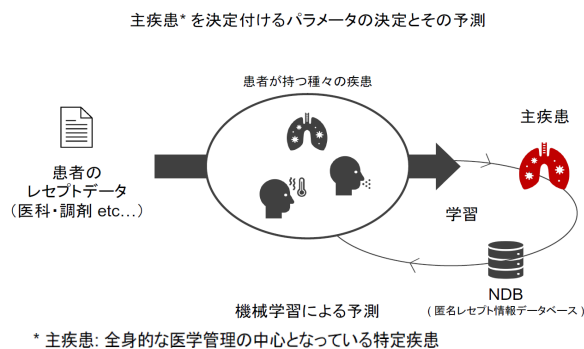 主疾患* を決定付けるパラメータの決定とその予測
患者が持つ種々の疾患
主疾患
患者の
レセプトデータ
（医科・調剤 etc…）
学習
NDB
( 匿名レセプト情報データベース )
機械学習による予測
* 主疾患: 全身的な医学管理の中心となっている特定疾患